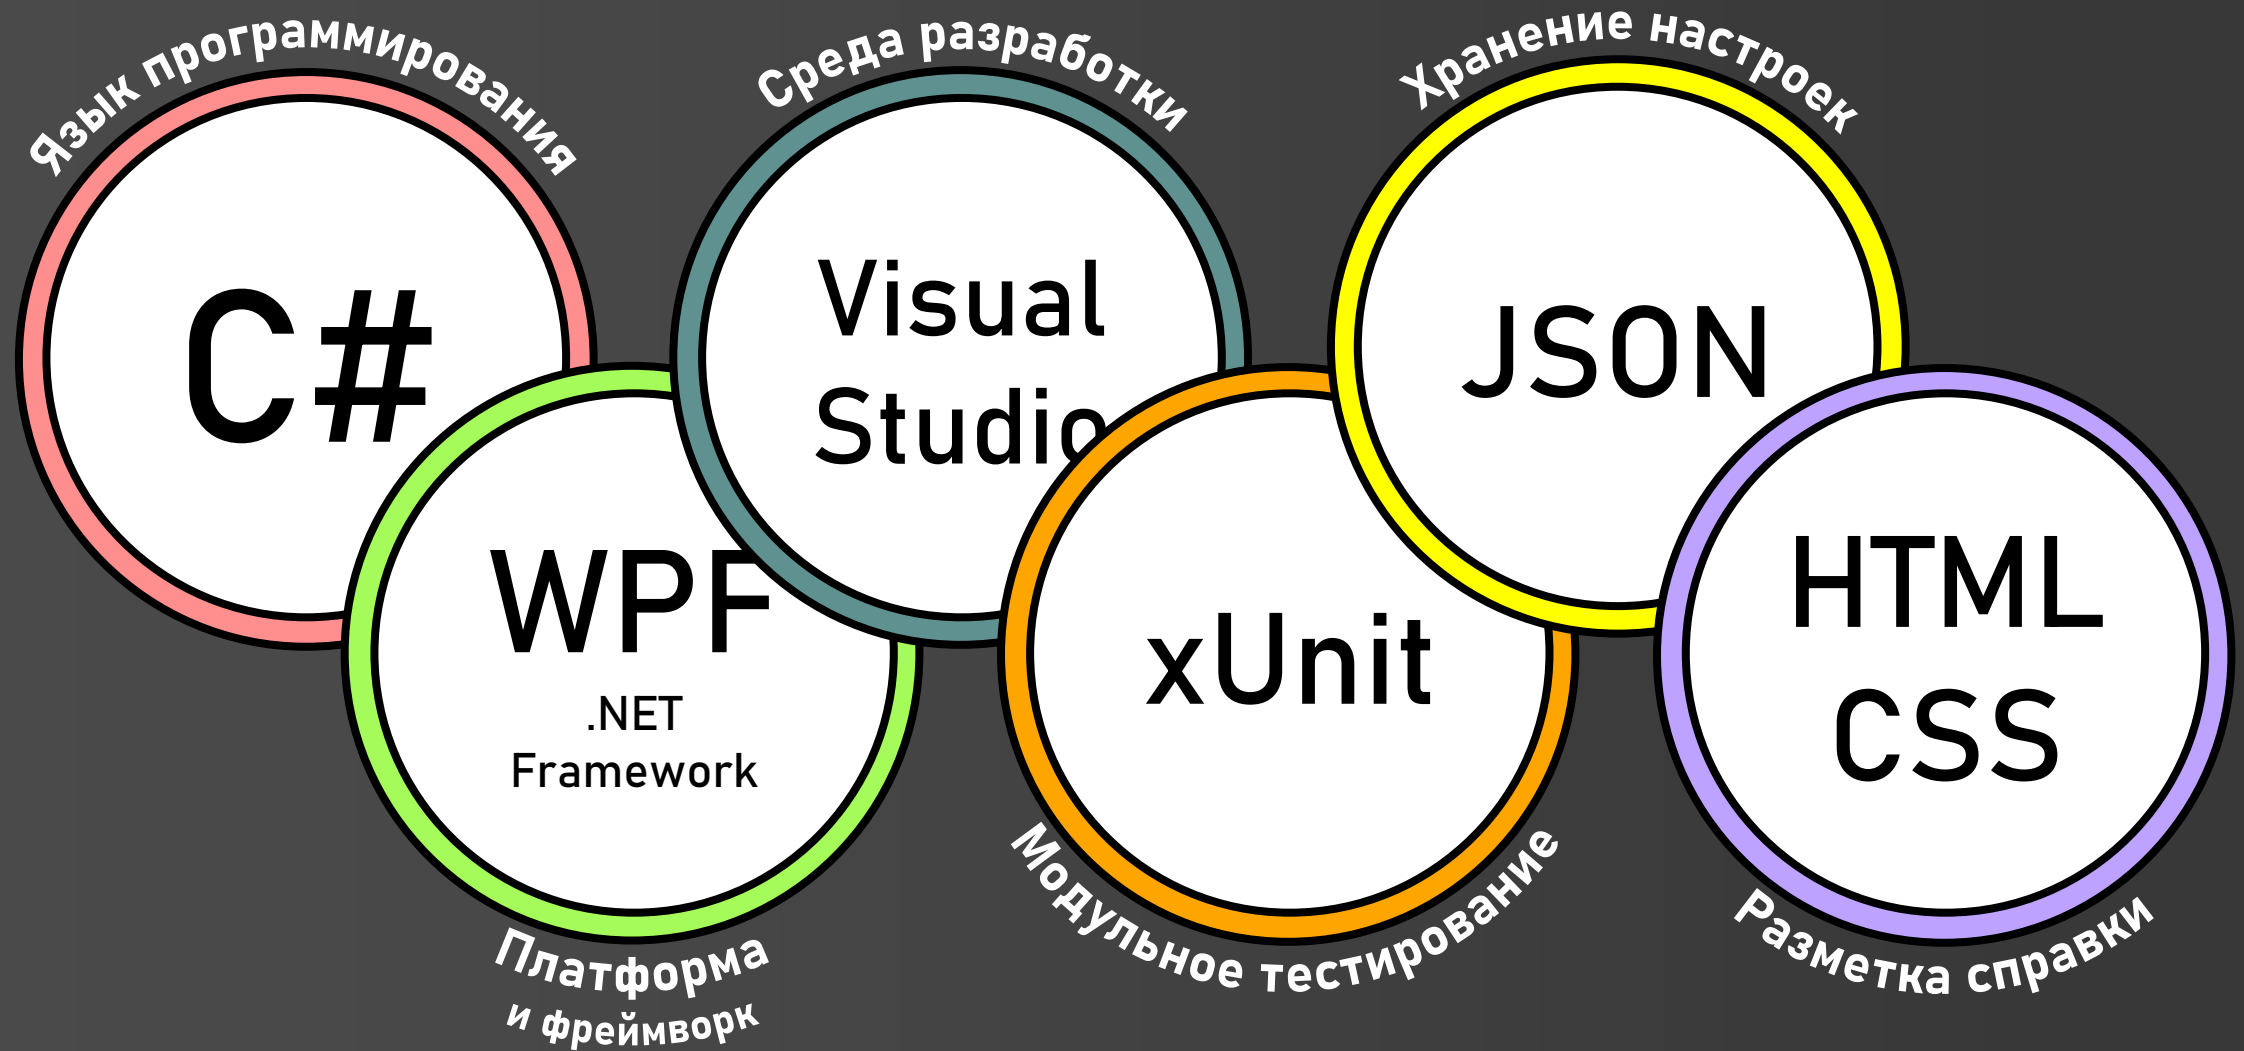 Язык программирования
C#
WPF
.NET
Framework
Платформа
и фреймворк
Среда разработки
Visual
Studio
xUnit
Модульное тестирование
Хранение настроек
JSON
HTML
CSS
Разметка справки